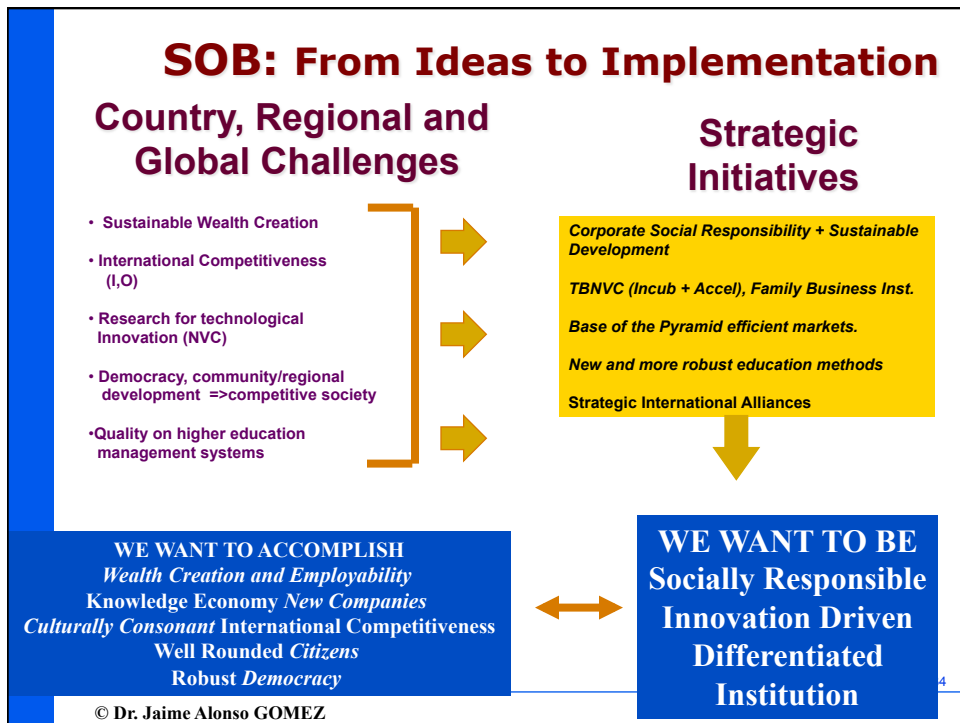 SOB: From Ideas to Implementation
Country, Regional and
Global Challenges
• Sustainable Wealth Creation
• International Competitiveness
(I,O)
• Research for technological
Innovation (NVC)
• Democracy, community/regional
development =>competitive society
•Quality on higher education
management systems
Strategic
Initiatives
Corporate Social Responsibility + Sustainable
Development
TBNVC (Incub + Accel), Family Business Inst.
Base of the Pyramid efficient markets.
New and more robust education methods
Strategic International Alliances
WE WANT TO ACCOMPLISH
Wealth Creation and Employability
Knowledge Economy New Companies
Culturally Consonant International Competitiveness
Well Rounded Citizens
Robust Democracy
WE WANT TO BE
Socially Responsible
Innovation Driven
Differentiated
Institution
© Dr. Jaime Alonso GOMEZ